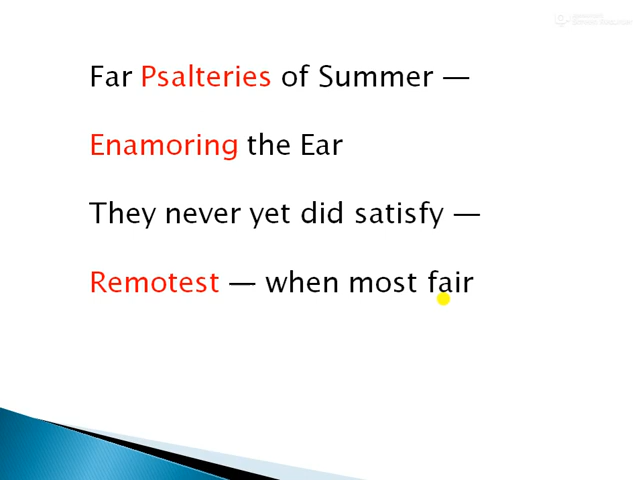 Far Psalteries of Summer —
Enamoring the Ear
They never yet did satisfy —
Remotest — when most fair